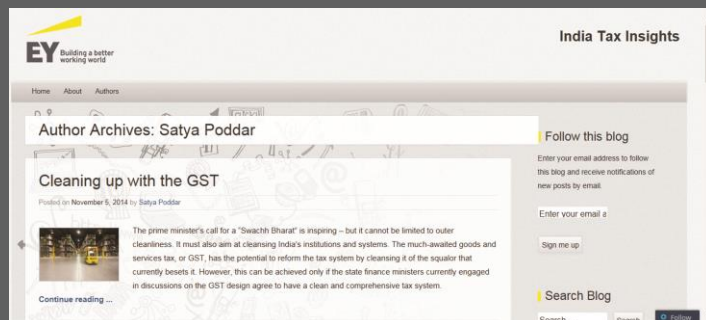 EY Building a better
working world
India Tax Insights
Home About Authors
Author Archives: Satya Poddar
Cleaning up with the GST
Posted on November 5, 2014 by Satya Poddar
The prime minister's call for a "Swachh Bharat" is inspiring – but it cannot be limited to outer
cleanliness. It must also aim at cleansing India's institutions and systems. The much-awaited goods and
services tax, or GST, has the potential to reform the tax system by cleansing it of the squalor that
currently besets it. However, this can be achieved only if the state finance ministers currently engaged
in discussions on the GST design agree to have a clean and comprehensive tax system.
Continue reading ...
Follow this blog
Enter your email address to follow
this blog and receive notifications of
new posts by email.
Enter your email a
Sign me up
Search Blog
Search Search
Follow